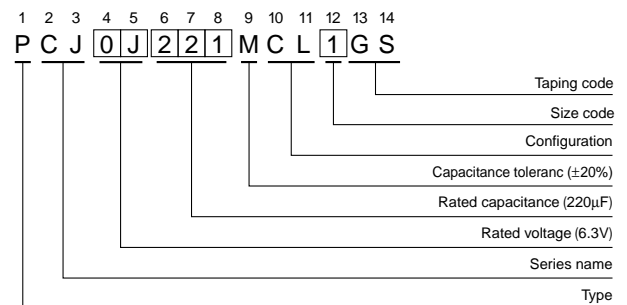 1 2 3 4 5 6 7 8 9 10 11 12 13 14
P C J 0 J 2 2 1 M C L 1 G S
Taping code
Size code
Configuration
Capacitance toleranc (±20%)
Rated capacitance (220μF)
Rated voltage (6.3V)
Series name
Type